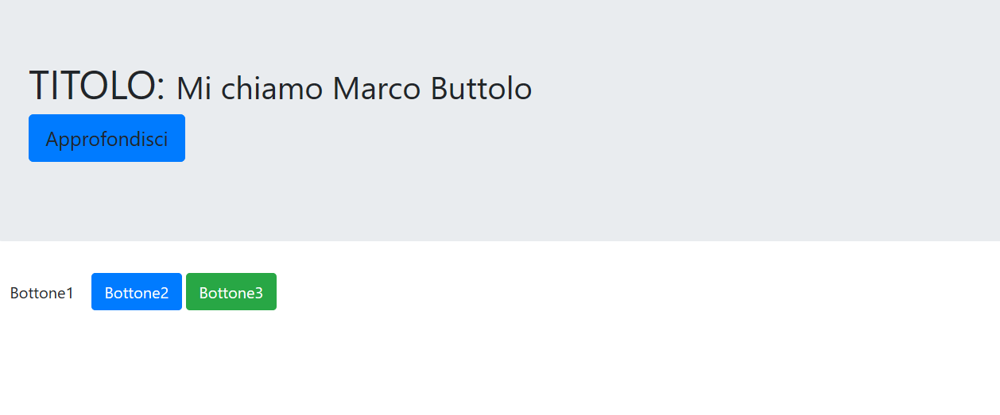 TITOLO: Mi chiamo Marco Buttolo
Approfondisci
Bottone1 Bottone2 Bottone3